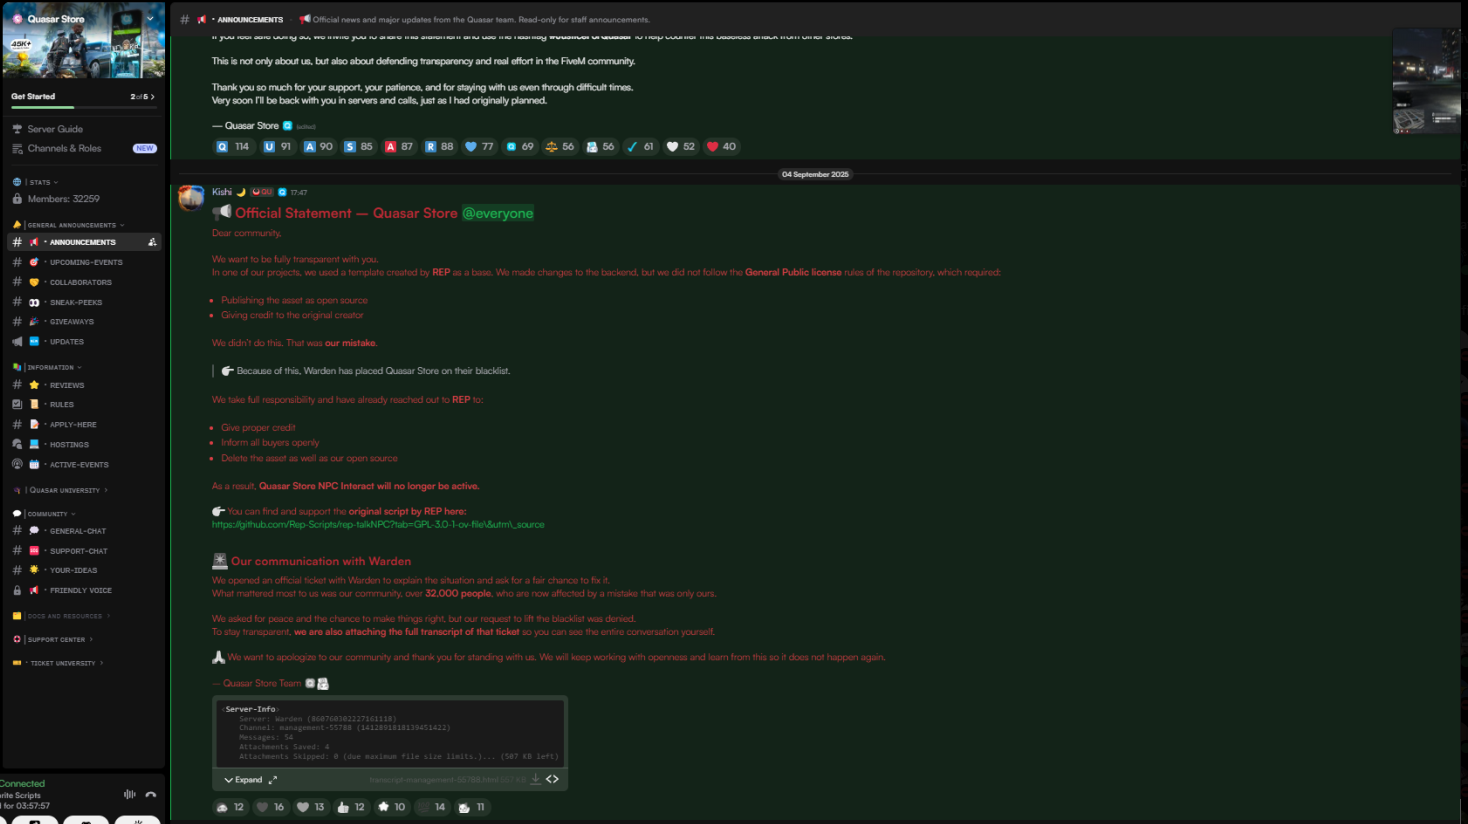 Quasar Store
45K+
Get Started
2 of 5
Server Guide
Channels & Roles
NEW
STATS
Members: 32259
GENERAL ANNOUNCEMENTS
ANNOUNCEMENTS
UPCOMING-EVENTS
COLLABORATORS
SNEAK-PEEKS
GIVEAWAYS
UPDATES
INFORMATION
REVIEWS
RULES
APPLY-HERE
HOSTINGS
ACTIVE-EVENTS
QUASAR UNIVERSITY
COMMUNITY
GENERAL-CHAT
SUPPORT-CHAT
YOUR-IDEAS
FRIENDLY VOICE
DOCS AND RESOURCES
SUPPORT CENTER
TICKET UNIVERSITY
Connected
rite Scripts
for 03:57:57
# ANNOUNCEMENTS Official news and major updates from the Quasar team. Read-only for staff announcements.
If you feel safe doing so, we invite you to share this statement and use the hashtag to help counter this baseless attack from other stores.
This is not only about us, but also about defending transparency and real effort in the FiveM community.
Thank you so much for your support, your patience, and for staying with us even through difficult times.
Very soon I'll be back with you in servers and calls, just as I had originally planned.
— Quasar Store (edited)
Q 114 U 91 A 90 S 85 A 87 R 88 77 69 56 56 61 52 40
04 September 2025
Kishi QU 17:47
Official Statement — Quasar Store @everyone
Dear community,
We want to be fully transparent with you.
In one of our projects, we used a template created by REP as a base. We made changes to the backend, but we did not follow the General Public license rules of the repository, which required:
• Publishing the asset as open source
• Giving credit to the original creator
We didn't do this. That was our mistake.
Because of this, Warden has placed Quasar Store on their blacklist.
We take full responsibility and have already reached out to REP to:
• Give proper credit
• Inform all buyers openly
• Delete the asset as well as our open source
As a result, Quasar Store NPC Interact will no longer be active.
You can find and support the original script by REP here:
https://github.com/Rep-Scripts/rep-talkNPC?tab=GPL-3.0-1-ov-file\&utm\_source
Our communication with Warden
We opened an official ticket with Warden to explain the situation and ask for a fair chance to fix it.
What mattered most to us was our community, over 32,000 people, who are now affected by a mistake that was only ours.
We asked for peace and the chance to make things right, but our request to lift the blacklist was denied.
To stay transparent, we are also attaching the full transcript of that ticket so you can see the entire conversation yourself.
We want to apologize to our community and thank you for standing with us. We will keep working with openness and learn from this so it does not happen again.
— Quasar Store Team
<Server-Info>
Server: Warden (860760302227161118)
Channel: management-55788 (1412891818139451422)
Messages: 54
Attachments Saved: 4
Attachments Skipped: 0 (due maximum file size limits.)... (507 KB left)
Expand
transcript-management-55788.html 507 KB
12 16 13 12 10 14 11